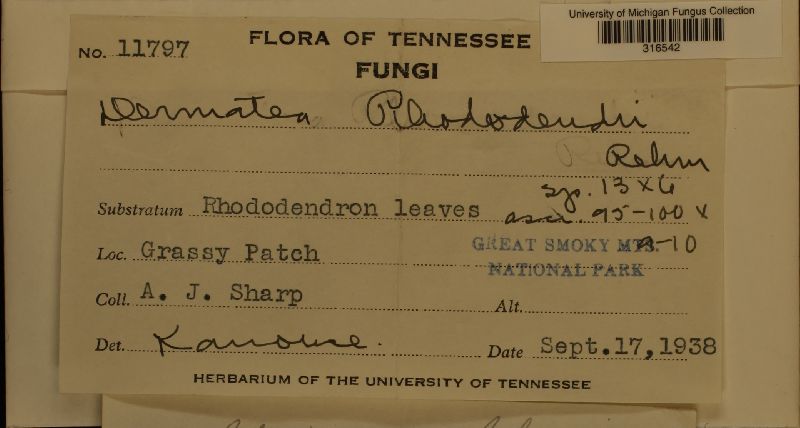 University of Michigan Fungus Collection
316542
No. 11797
FLORA OF TENNESSEE
FUNGI
Dermatea Rhododendri
Rehm
sp. 13 x 6
Substratum Rhododendron leaves
asci 95-100 x
9-10
Loc. Grassy Patch
GREAT SMOKY MTS.
NATIONAL PARK
Coll. A. J. Sharp
Alt.
Det. Kanouse.
Date Sept.17,1938
HERBARIUM OF THE UNIVERSITY OF TENNESSEE